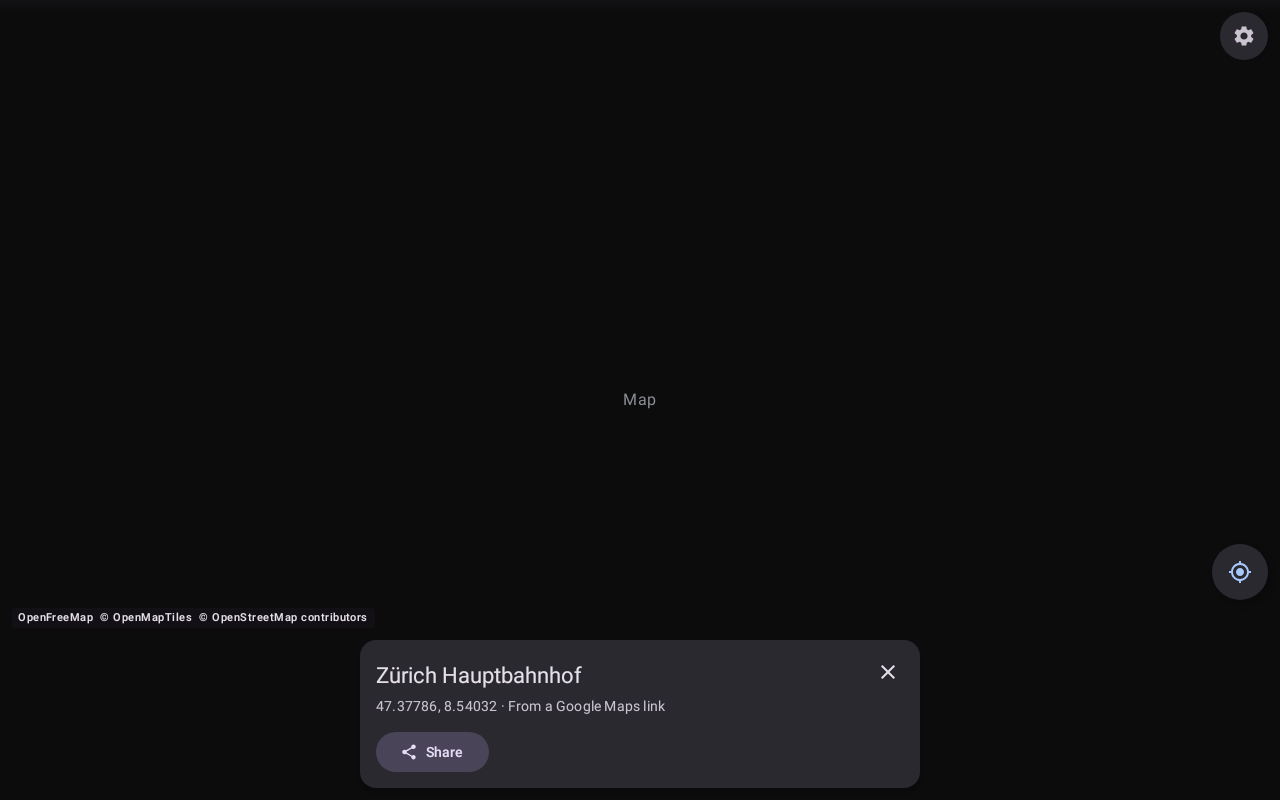 Map
OpenFreeMap © OpenMapTiles © OpenStreetMap contributors
Zürich Hauptbahnhof
47.37786, 8.54032 · From a Google Maps link
Share